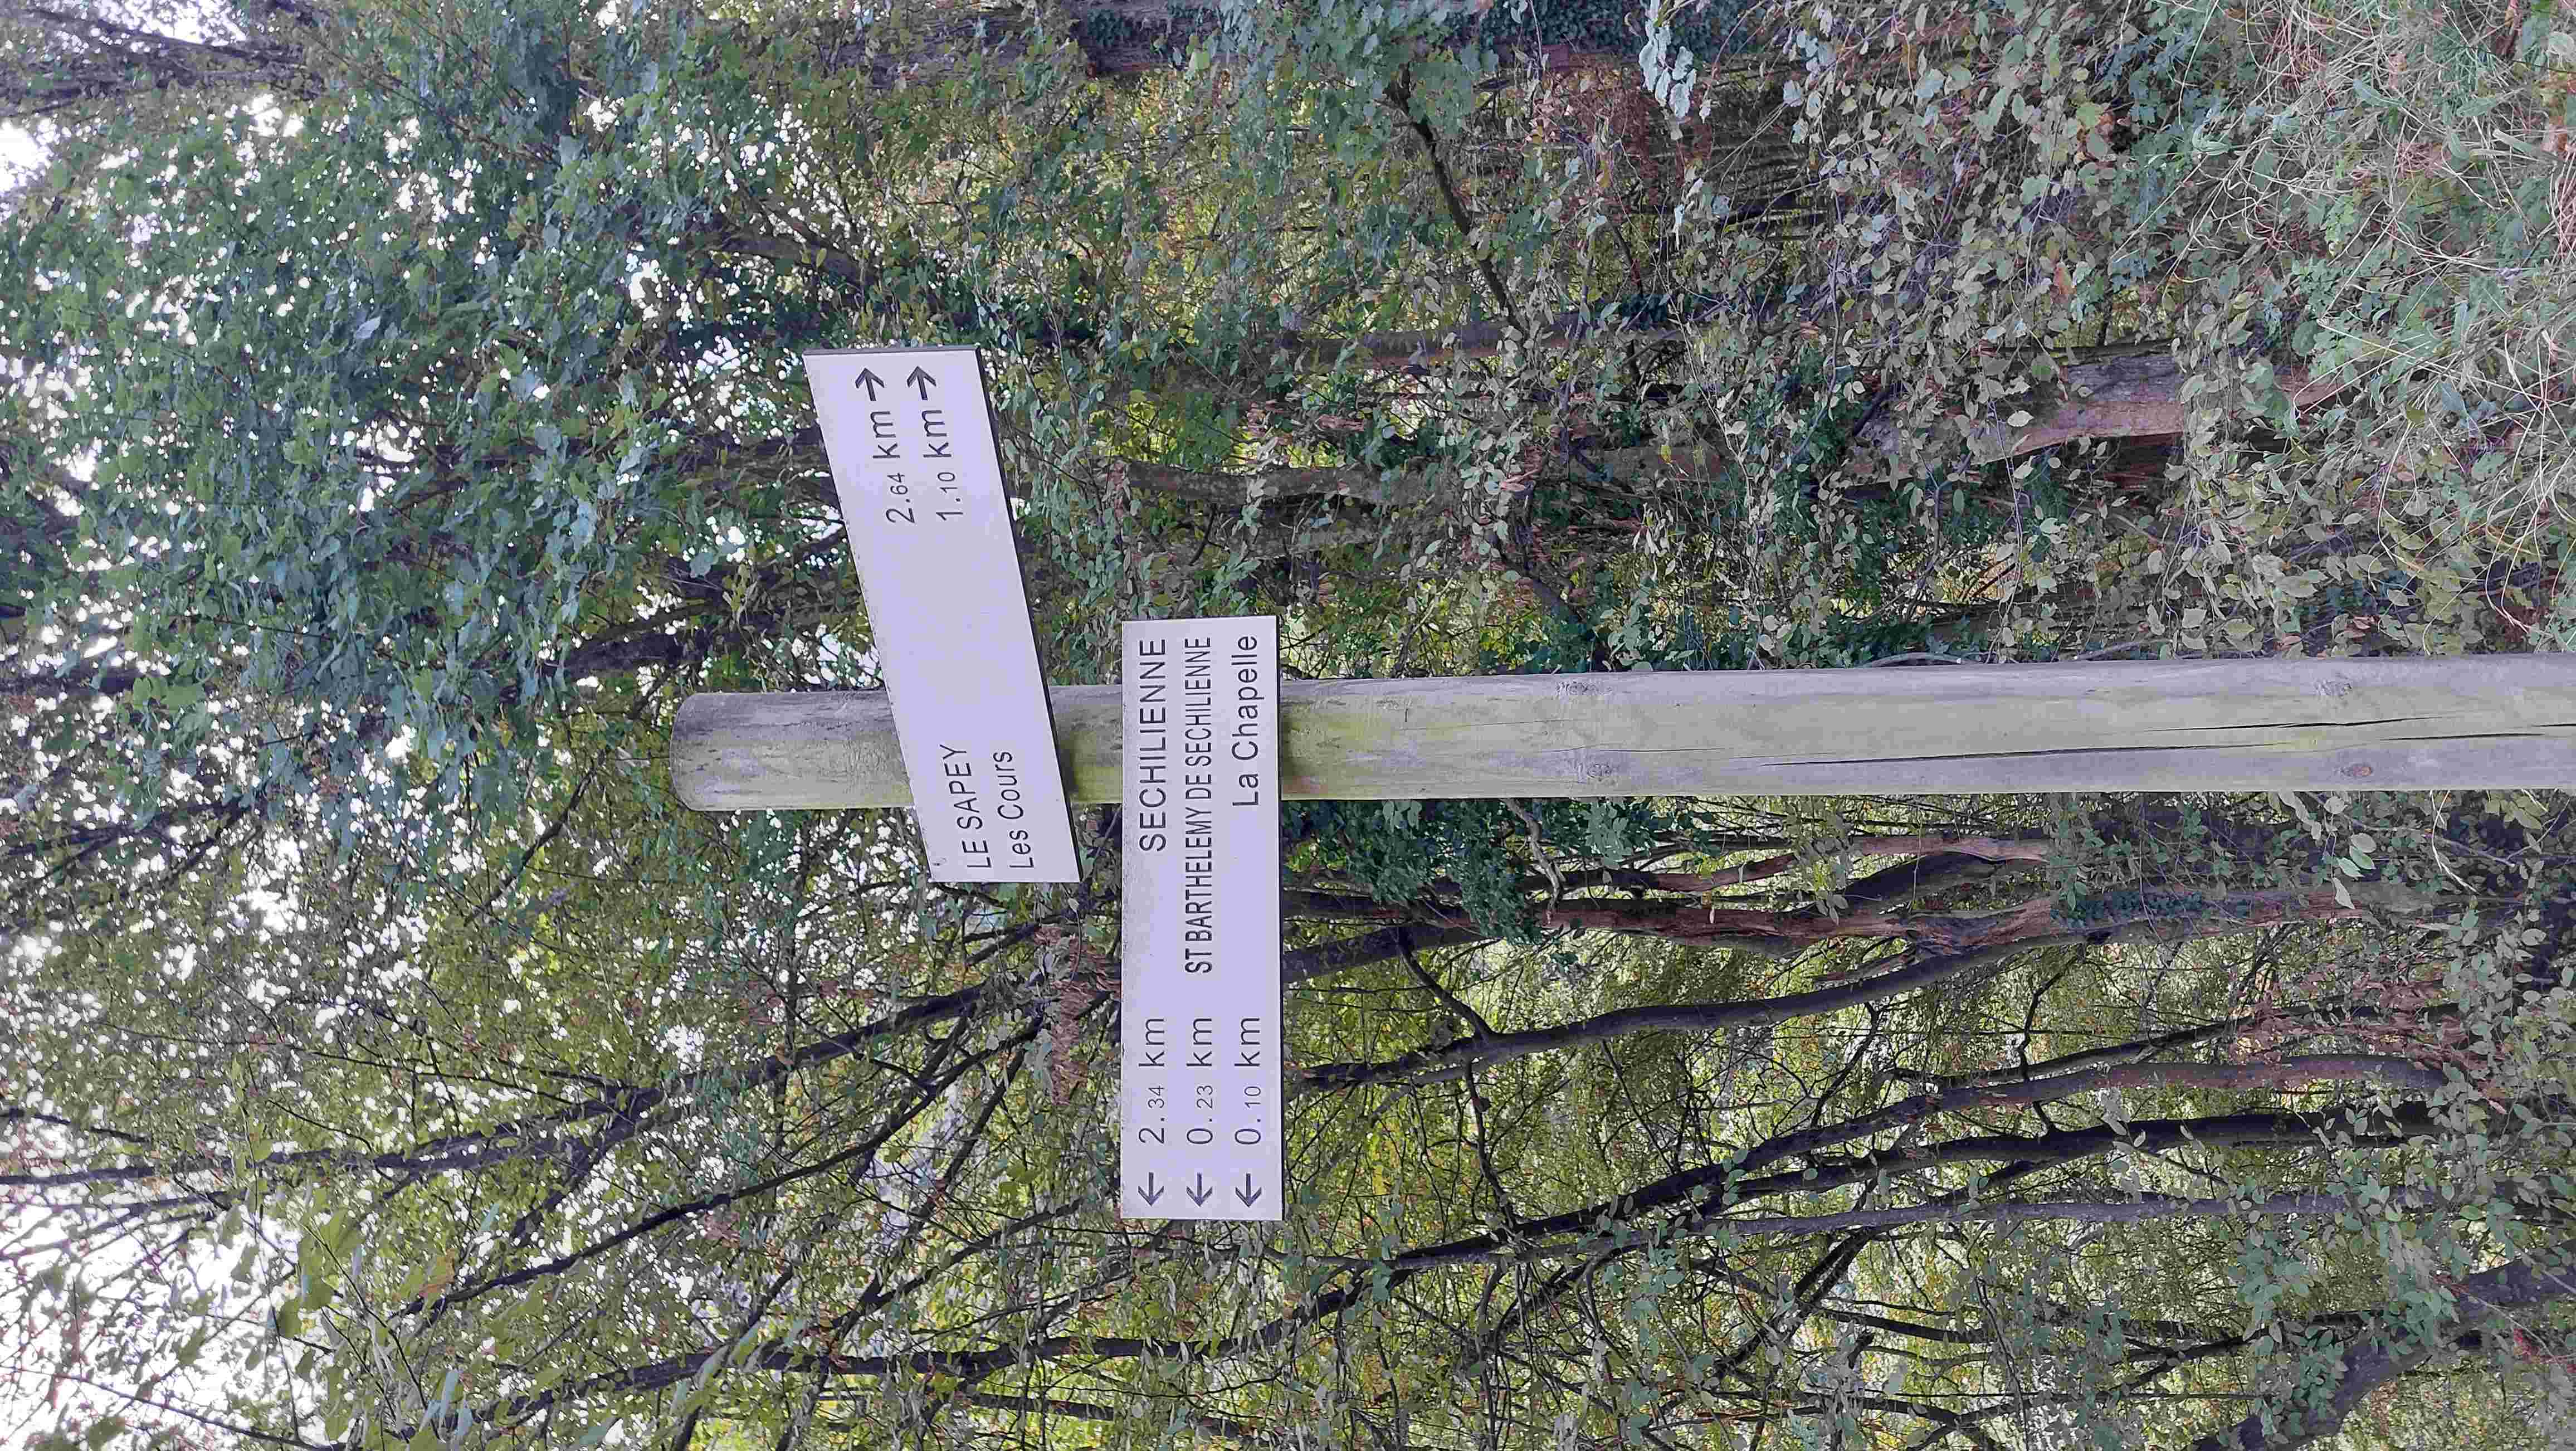 LE SAPEY 2.64 km →
Les Cours 1.10 km →
← 2.34 km SECHILIENNE
← 0.23 km ST BARTHELEMY DE SECHILIENNE
← 0.10 km La Chapelle